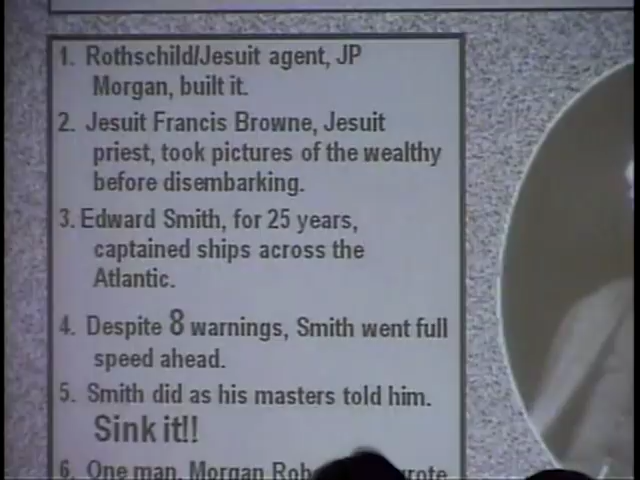 1. Rothschild/Jesuit agent, JP
Morgan, built it.
2. Jesuit Francis Browne, Jesuit
priest, took pictures of the wealthy
before disembarking.
3. Edward Smith, for 25 years,
captained ships across the
Atlantic.
4. Despite 8 warnings, Smith went full
speed ahead.
5. Smith did as his masters told him.
Sink it!!
6. One man, Morgan